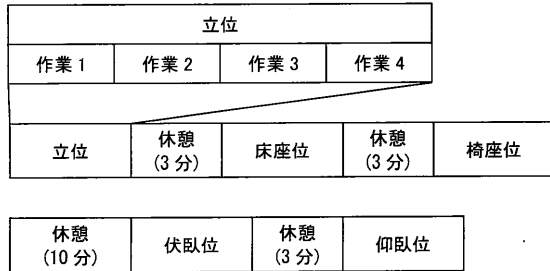 立位
作業1 作業2 作業3 作業4
立位 休憩 床座位 休憩 椅座位
(3分) (3分)
休憩 伏臥位 休憩 仰臥位
(10分) (3分)